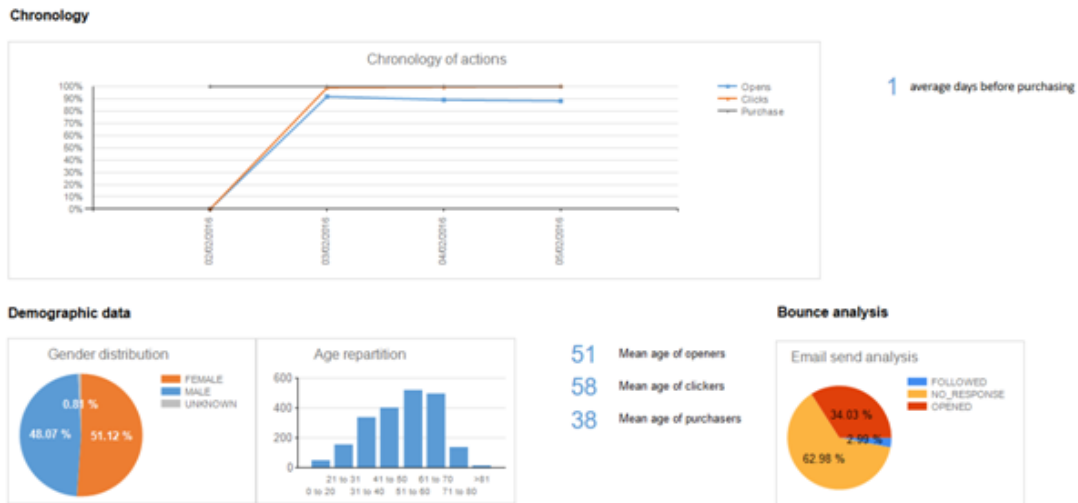 Chronology
Chronology of actions
100%
90%
80%
70%
60%
50%
40%
30%
20%
10%
0%
02/02/2016
03/02/2016
04/02/2016
05/02/2016
Opens
Clicks
Purchase
1 average days before purchasing
Demographic data
Gender distribution
0.81 %
48.07 %
51.12 %
FEMALE
MALE
UNKNOWN
Age repartition
600
400
200
0
21 to 31 41 to 50 61 to 70 >81
0 to 20 31 to 40 51 to 60 71 to 80
51 Mean age of openers
58 Mean age of clickers
38 Mean age of purchasers
Bounce analysis
Email send analysis
34.03 %
2.99 %
62.98 %
FOLLOWED
NO_RESPONSE
OPENED